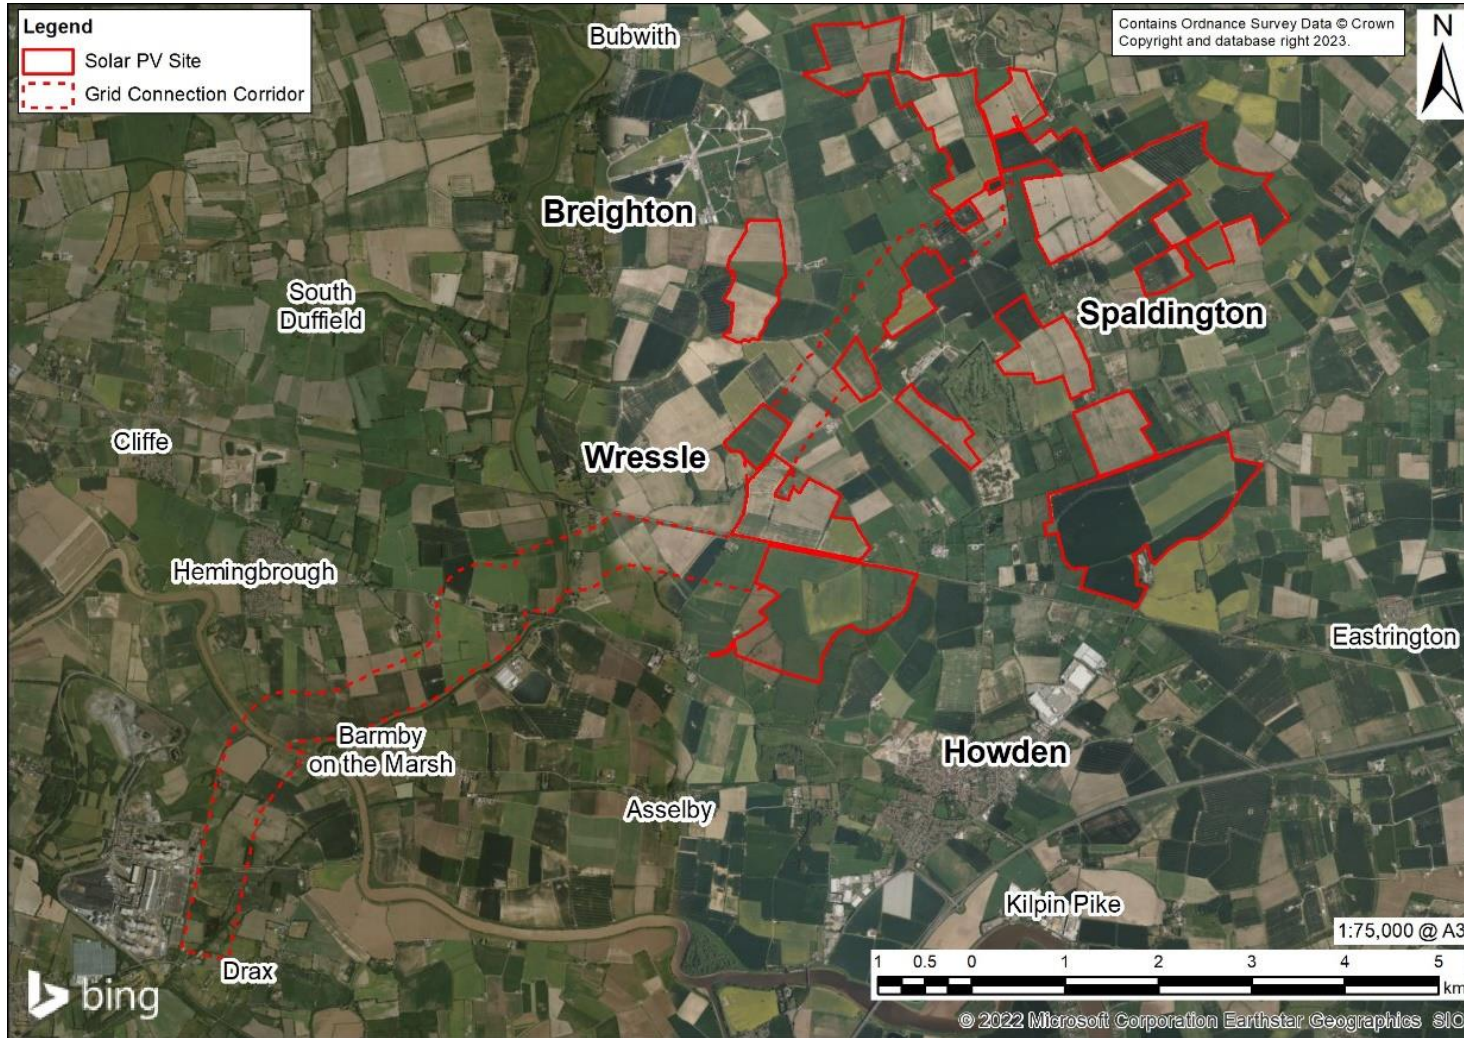 Legend
Solar PV Site
Grid Connection Corridor
Bubwith
Contains Ordnance Survey Data © Crown
Copyright and database right 2023.
N
Breighton
South
Duffield
Spaldington
Cliffe
Wressle
Hemingbrough
Eastrington
Barmby
on the Marsh
Howden
Asselby
Kilpin Pike
1:75,000 @ A3
Drax
1 0.5 0 1 2 3 4 5
km
bing
© 2022 Microsoft Corporation Earthstar Geographics SIO